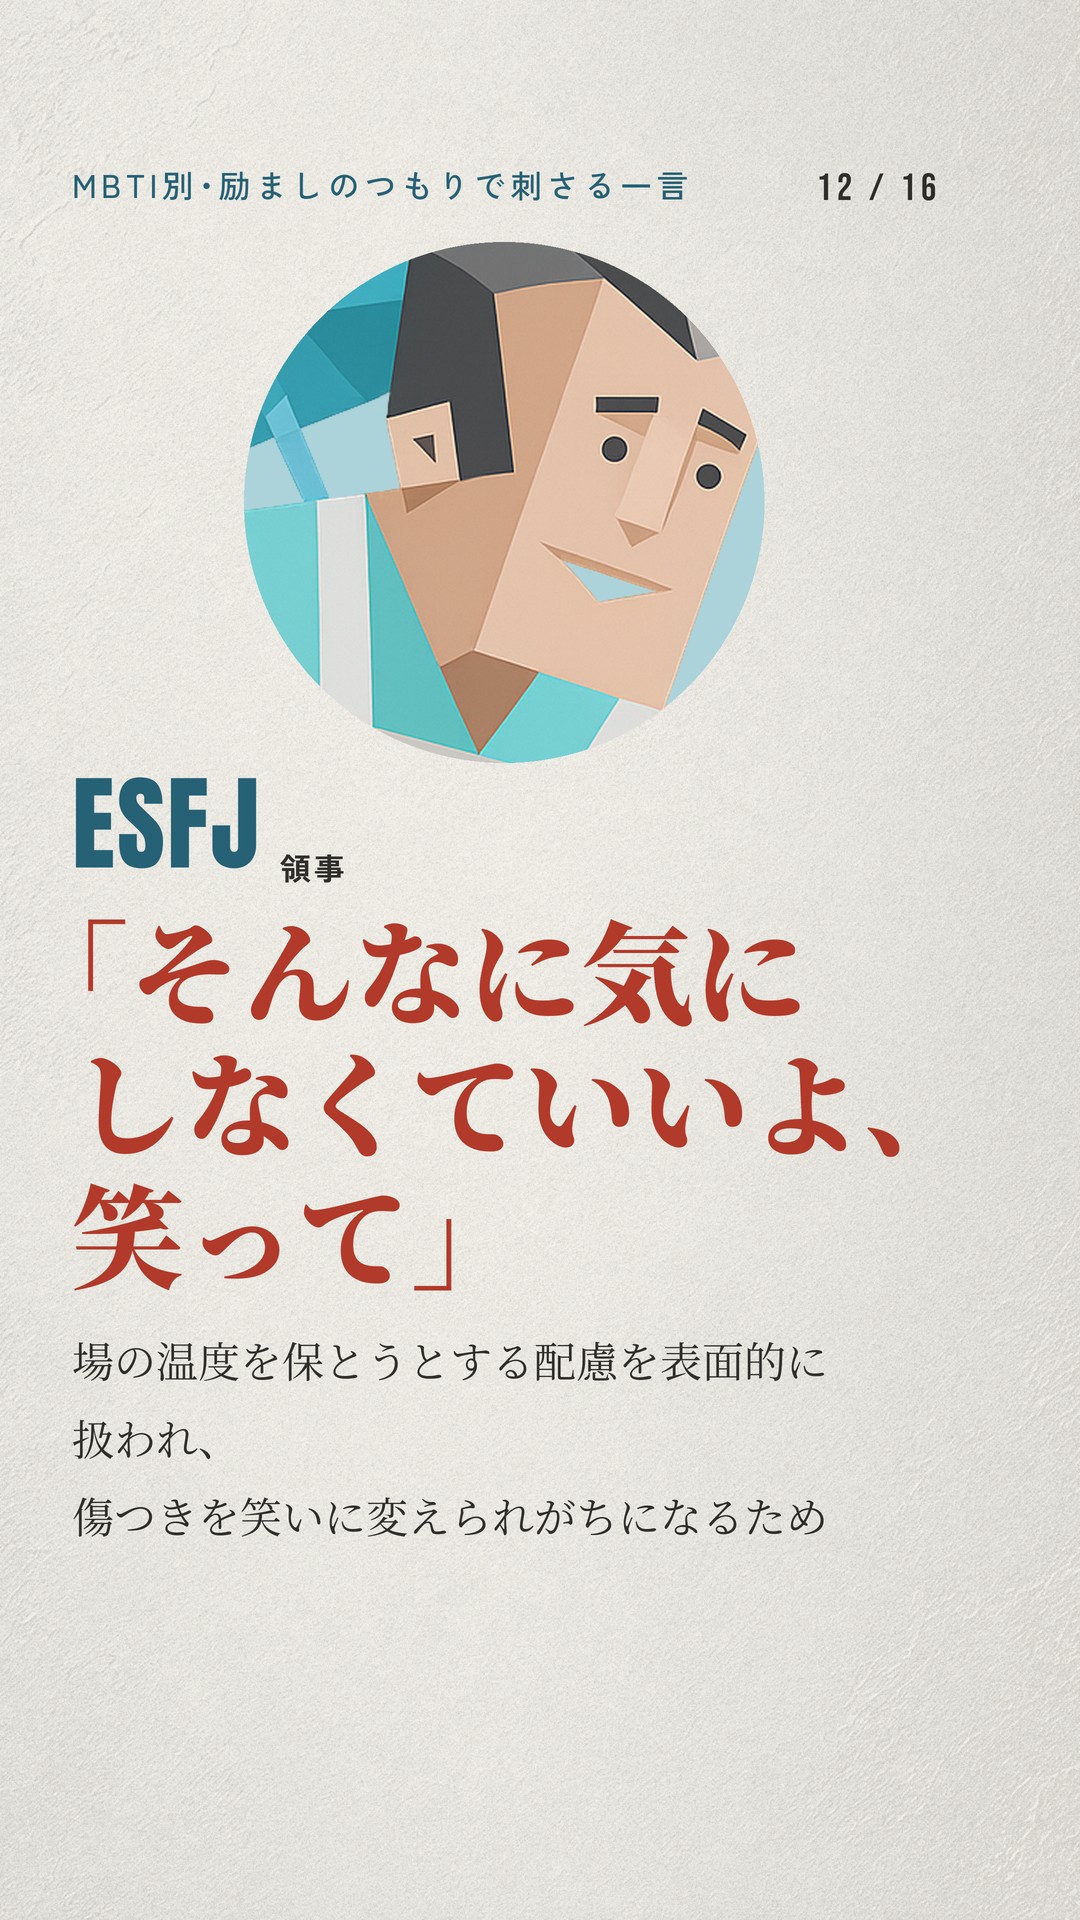 MBTI別・励ましのつもりで刺さる一言
12 / 16
ESFJ 領事
「そんなに気に
しなくていいよ、
笑って」
場の温度を保とうとする配慮を表面的に
扱われ、
傷つきを笑いに変えられがちになるため